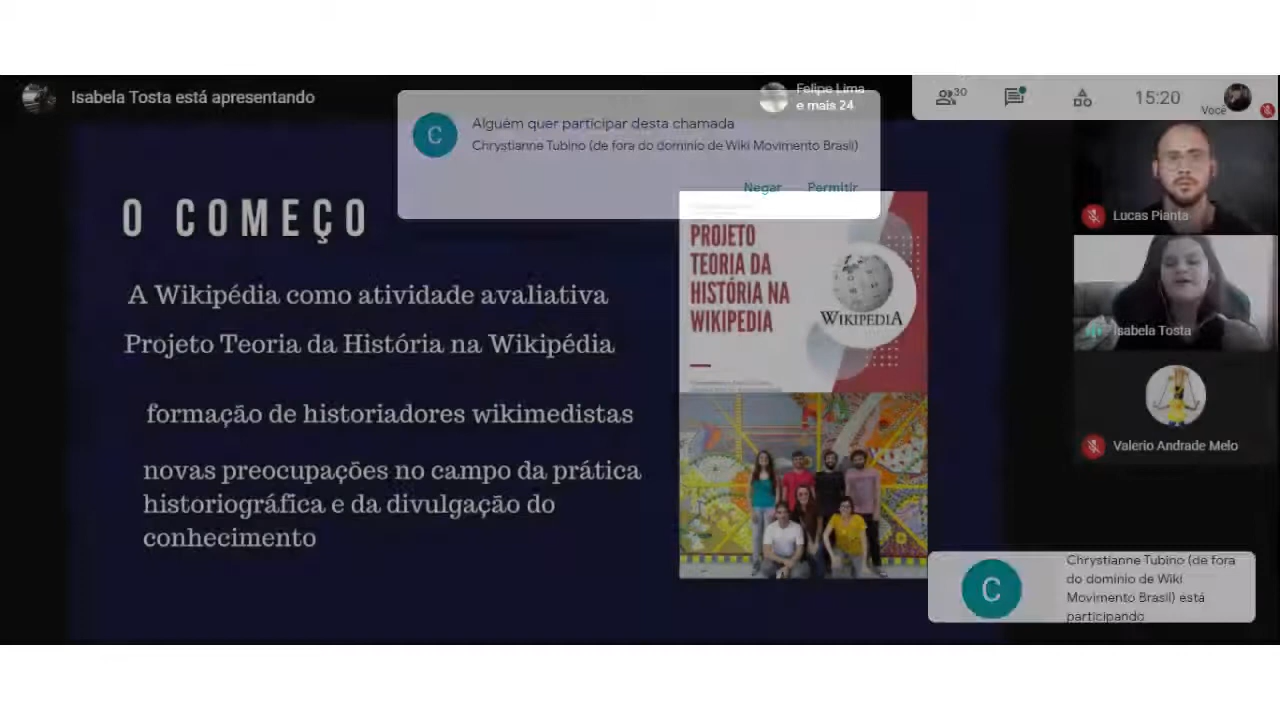 Isabela Tosta está apresentando
Felipe Lima
e mais 24
30
15:20
Você
C
Alguém quer participar desta chamada
Chrystianne Tubino (de fora do domínio de Wiki Movimento Brasil)
Negar Permitir
O COMEÇO
A Wikipédia como atividade avaliativa
Projeto Teoria da História na Wikipédia
formação de historiadores wikimedistas
novas preocupações no campo da prática
historiográfica e da divulgação do
conhecimento
PROJETO
TEORIA DA
HISTÓRIA NA
WIKIPEDIA
WIKIPEDIA
Lucas Pianta
Isabela Tosta
Valerio Andrade Melo
C
Chrystianne Tubino (de fora
do domínio de Wiki
Movimento Brasil) está
participando